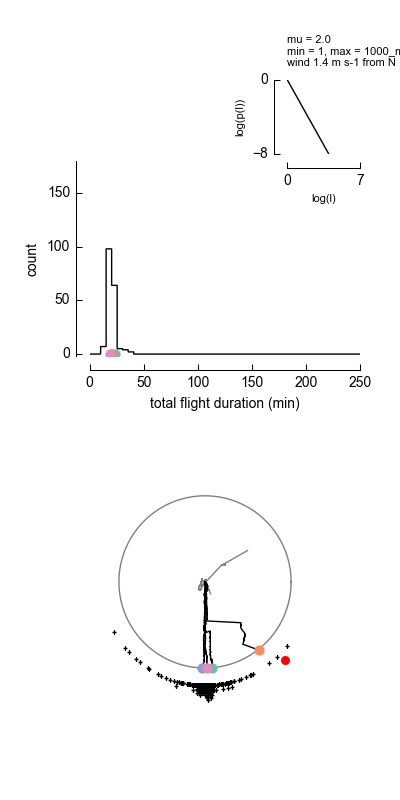 mu = 2.0
min = 1, max = 1000_m
wind 1.4 m s-1 from N
0
log(p(l))
−8
0 7
log(l)
150
100
count
50
0
0 50 100 150 200 250
total flight duration (min)